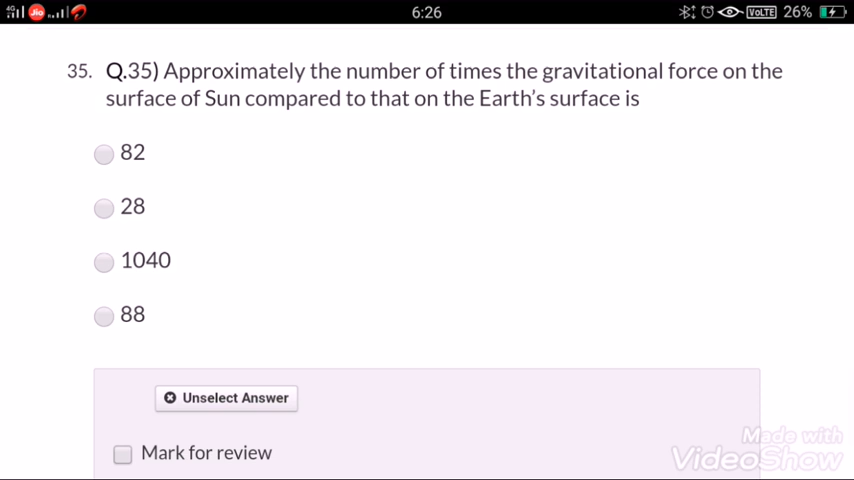 4G Jio 6:26 VoLTE 26%
35. Q.35) Approximately the number of times the gravitational force on the
surface of Sun compared to that on the Earth's surface is
82
28
1040
88
Unselect Answer
Mark for review
Made with
VideoShow